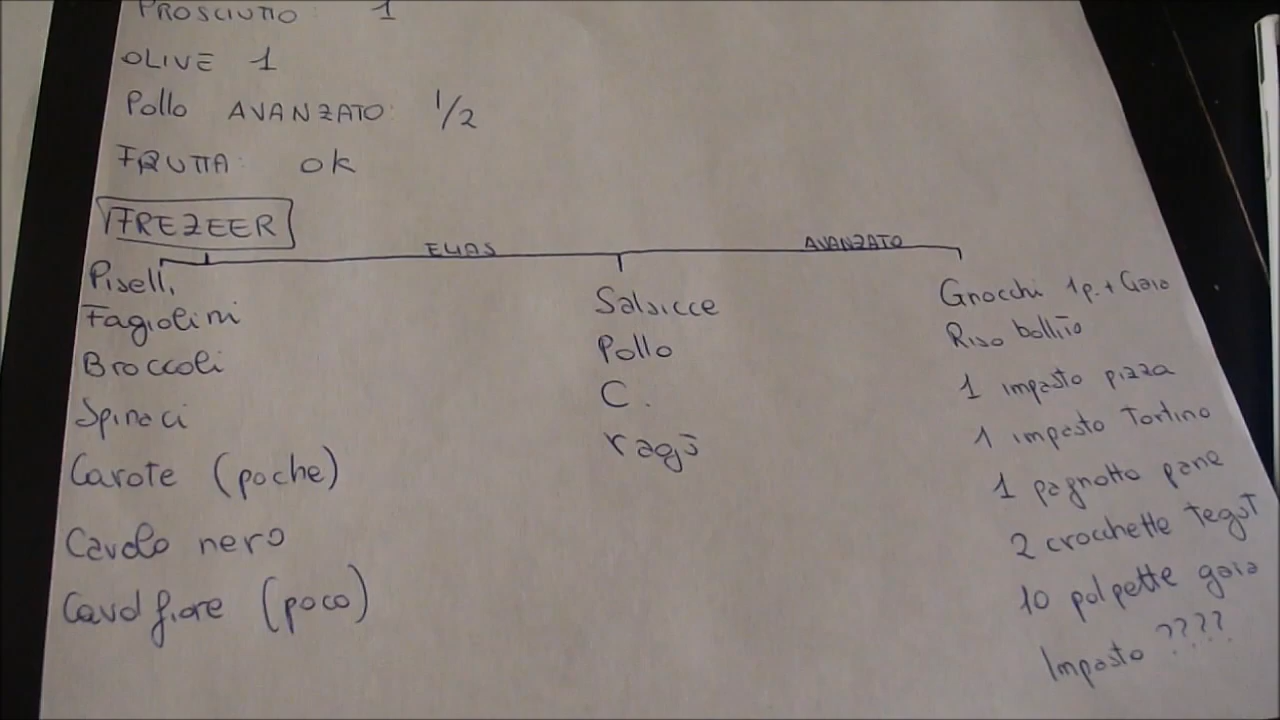 PROSCIUTTO: 1
OLIVE 1
Pollo AVANZATO: 1/2
FRUTTA: OK
FREZEER
ELIAS
AVANZATO
Piselli
Fagiolini
Broccoli
Spinaci
Carote (poche)
Cavolo nero
Cavolfiore (poco)
Salsicce
Pollo
C.
ragù
Gnocchi 1p. + Gaia
Riso bollito
1 impasto pizza
1 impasto Tortino
1 pagnotta pane
2 crocchette TeguT
10 polpette gaia
Impasto ????